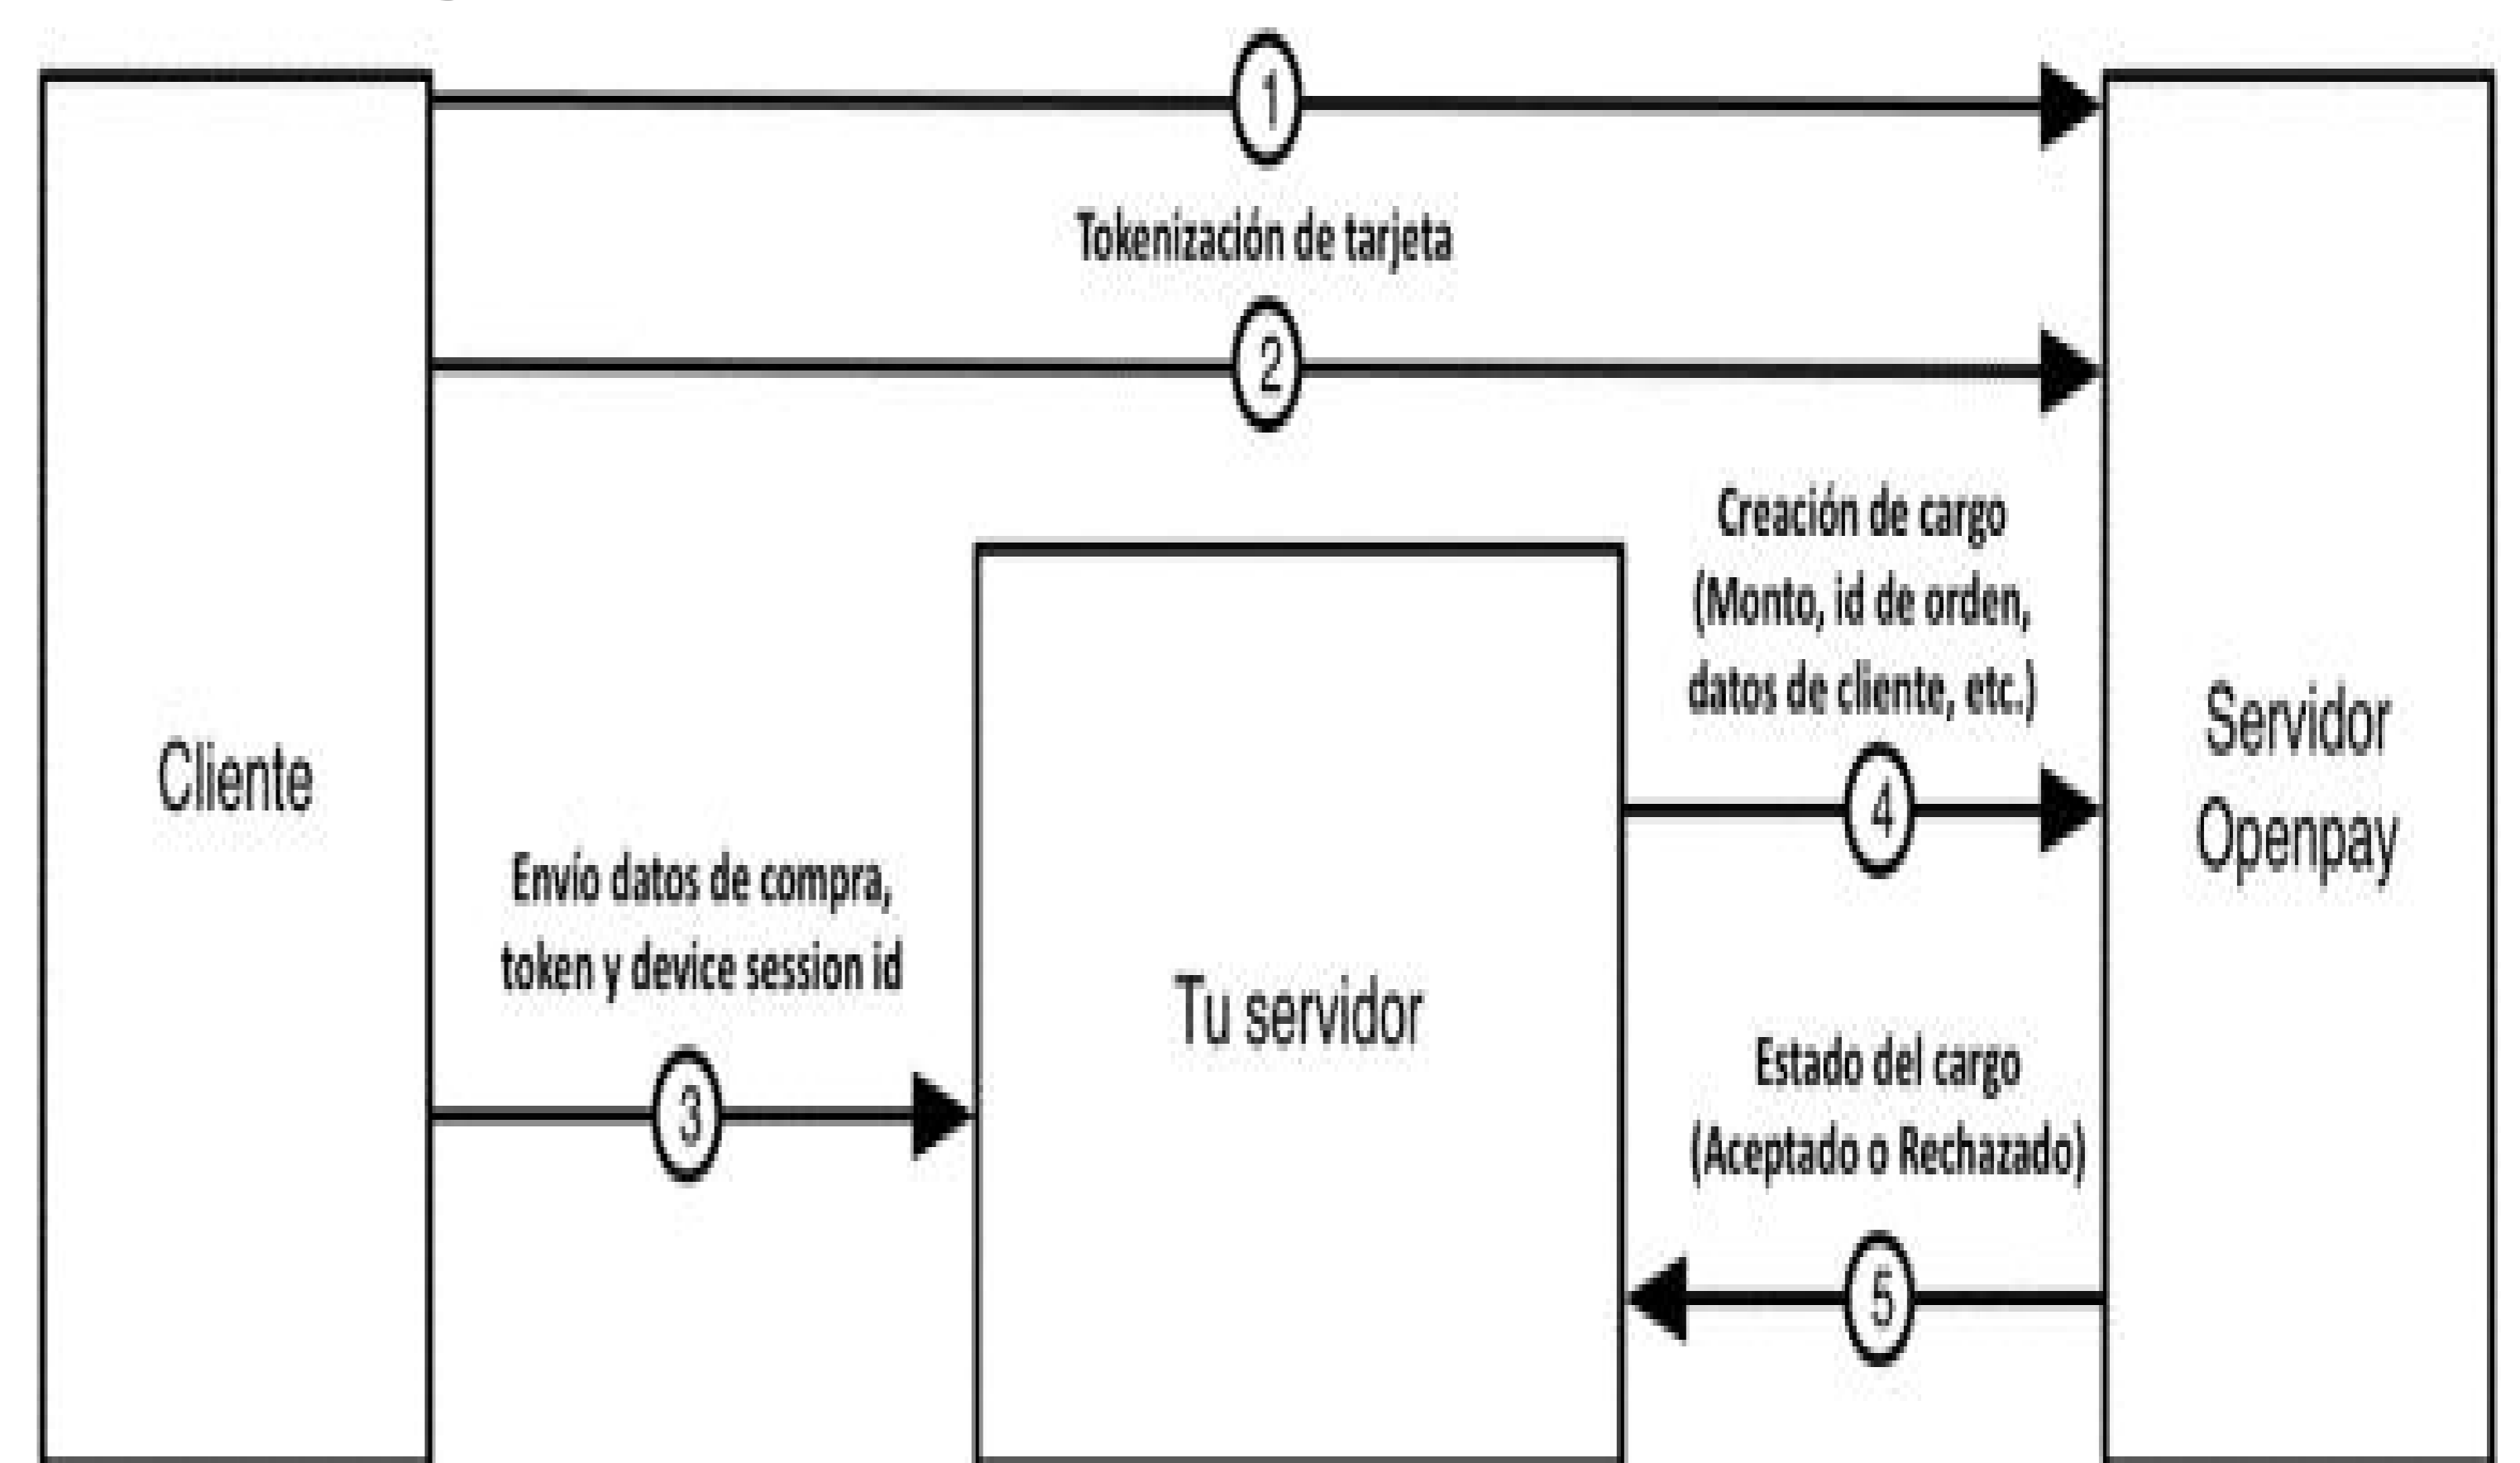 1
Tokenización de tarjeta
2
Creación de cargo
(Monto, id de orden,
datos de cliente, etc.)
4
Servidor
Openpay
Cliente
Envío datos de compra,
token y device session id
3
Tu servidor
Estado del cargo
(Aceptado o Rechazado)
5